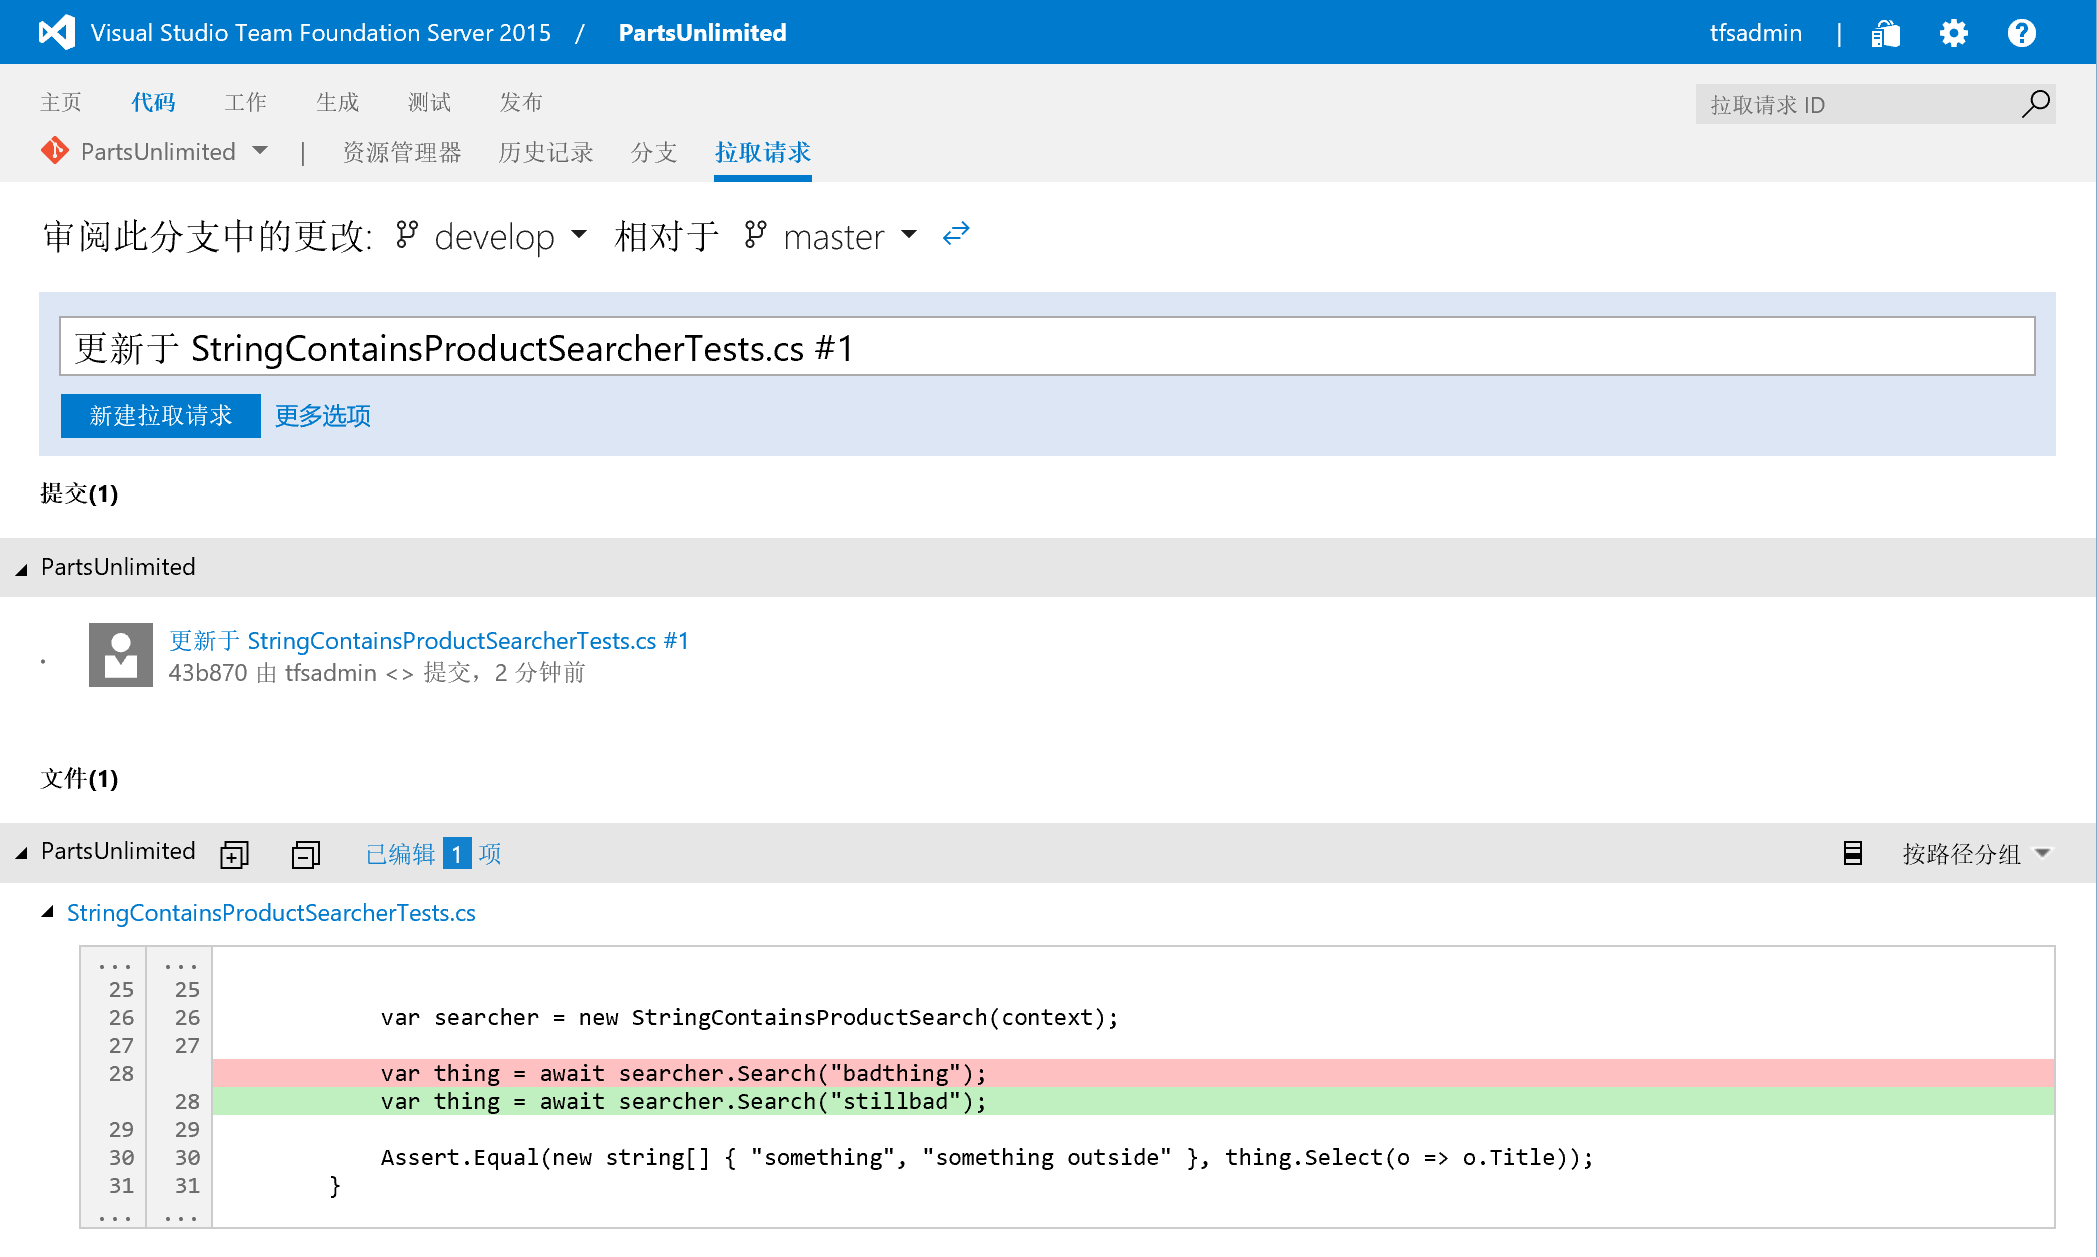 Visual Studio Team Foundation Server 2015 / PartsUnlimited tfsadmin |
主页 代码 工作 生成 测试 发布 拉取请求 ID
PartsUnlimited | 资源管理器 历史记录 分支 拉取请求
审阅此分支中的更改: develop 相对于 master
更新于 StringContainsProductSearcherTests.cs #1
新建拉取请求 更多选项
提交(1)
PartsUnlimited
更新于 StringContainsProductSearcherTests.cs #1
43b870 由 tfsadmin <> 提交，2 分钟前
文件(1)
PartsUnlimited 已编辑 1 项 按路径分组
StringContainsProductSearcherTests.cs
... ...
25 25
26 26 var searcher = new StringContainsProductSearch(context);
27 27
28 var thing = await searcher.Search("badthing");
28 var thing = await searcher.Search("stillbad");
29 29
30 30 Assert.Equal(new string[] { "something", "something outside" }, thing.Select(o => o.Title));
31 31 }
... ...